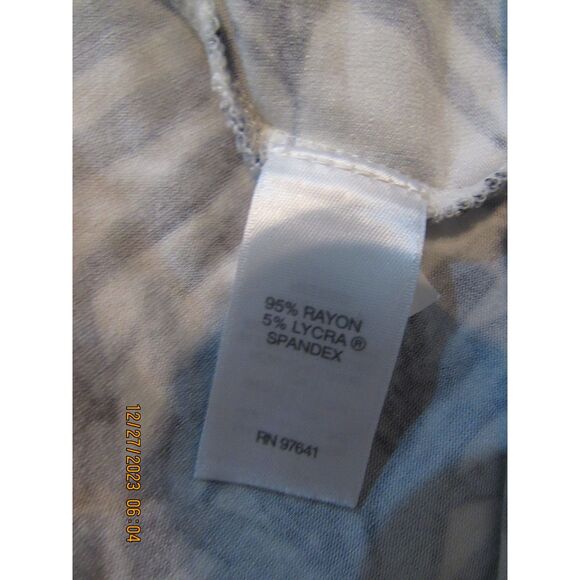 95% RAYON
5% LYCRA ®
SPANDEX
RN 97641
12/27/2023 06:04